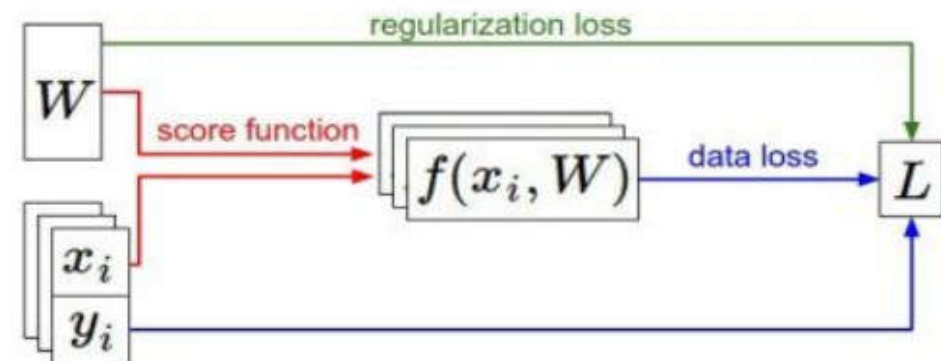 regularization loss
W
score function
f(x_i, W)
data loss
L
x_i
y_i